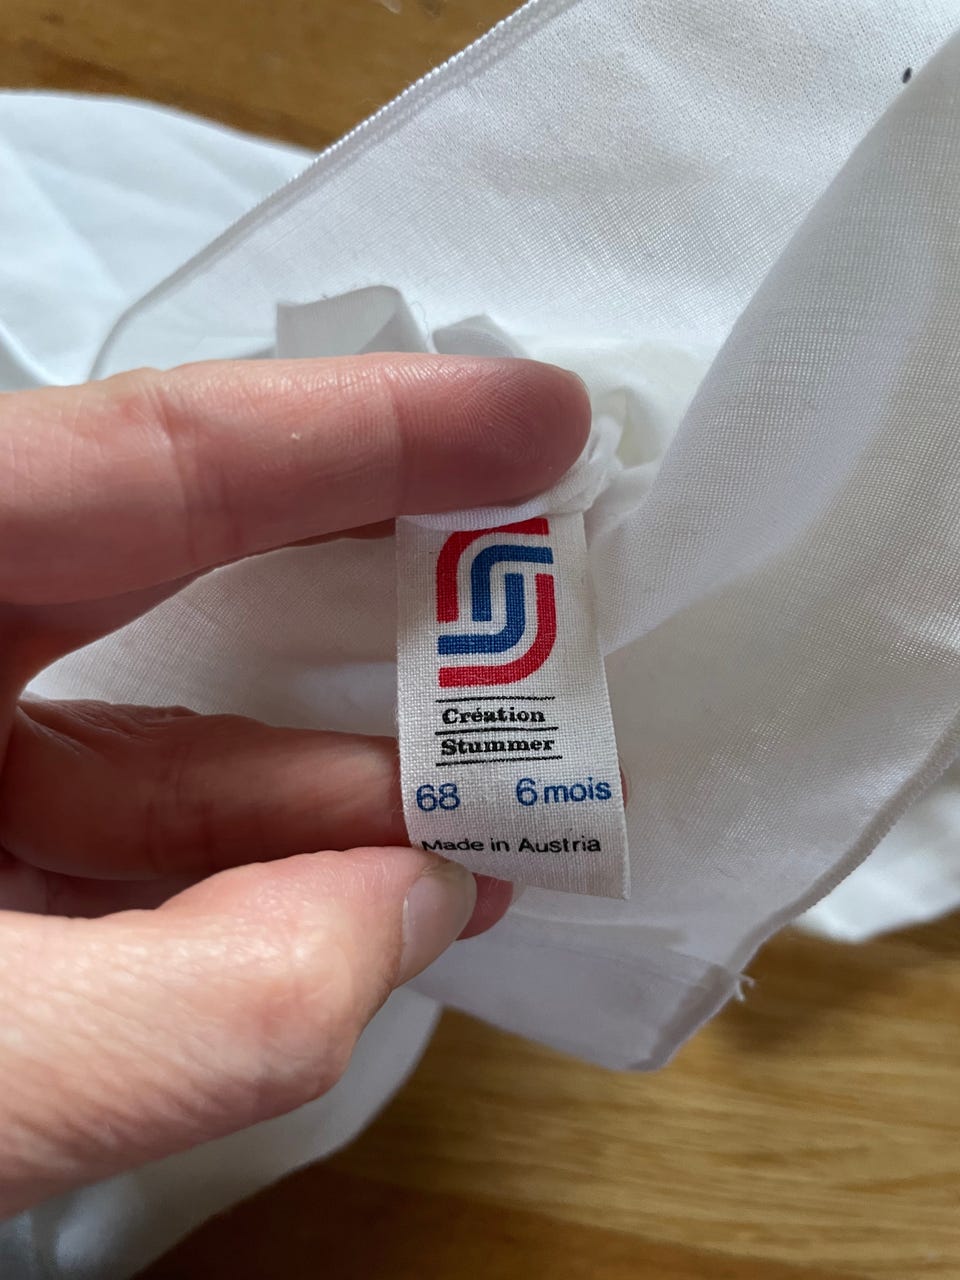 Création
Stummer
68 6 mois
Made in Austria